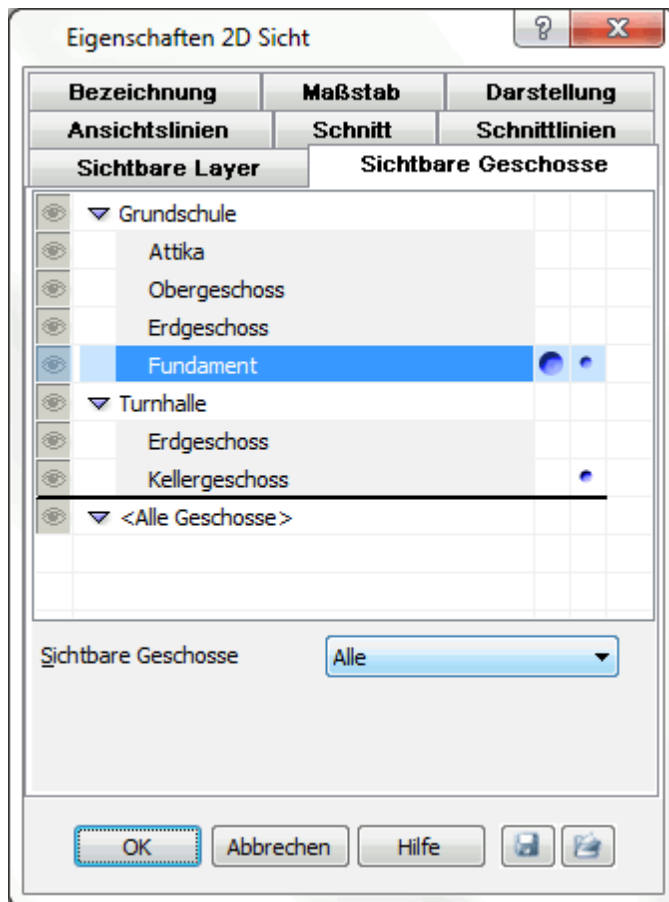 Eigenschaften 2D Sicht
?
X
Bezeichnung Maßstab Darstellung
Ansichtslinien Schnitt Schnittlinien
Sichtbare Layer Sichtbare Geschosse
Grundschule
Attika
Obergeschoss
Erdgeschoss
Fundament
Turnhalle
Erdgeschoss
Kellergeschoss
<Alle Geschosse>
Sichtbare Geschosse Alle
OK Abbrechen Hilfe